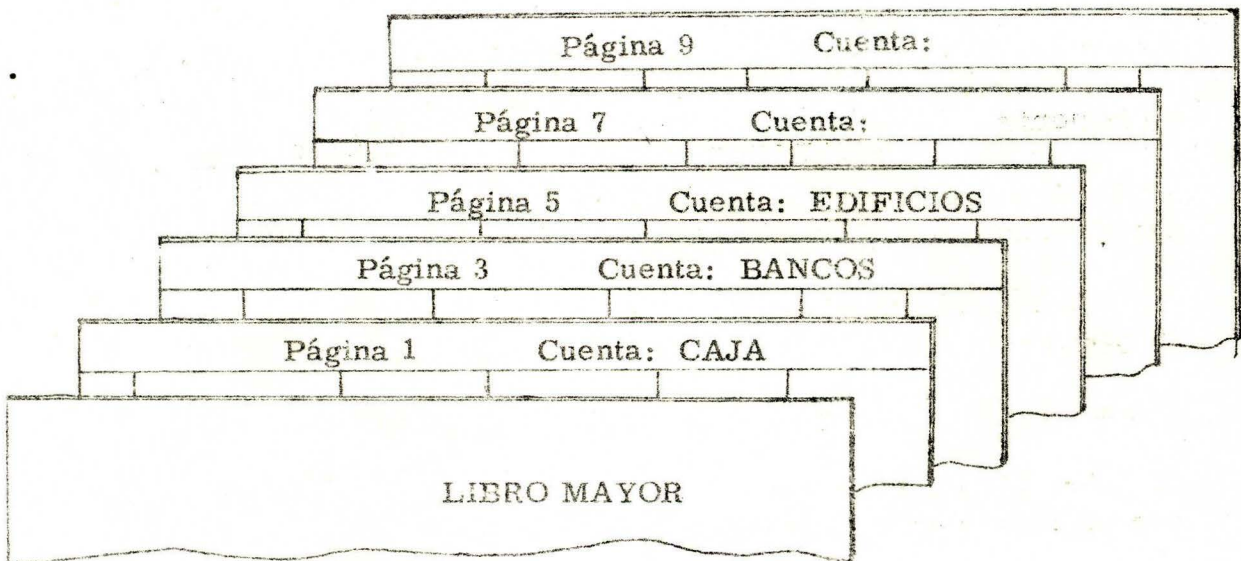 Página 9 Cuenta:
Página 7 Cuenta:
Página 5 Cuenta: EDIFICIOS
Página 3 Cuenta: BANCOS
Página 1 Cuenta: CAJA
LIBRO MAYOR